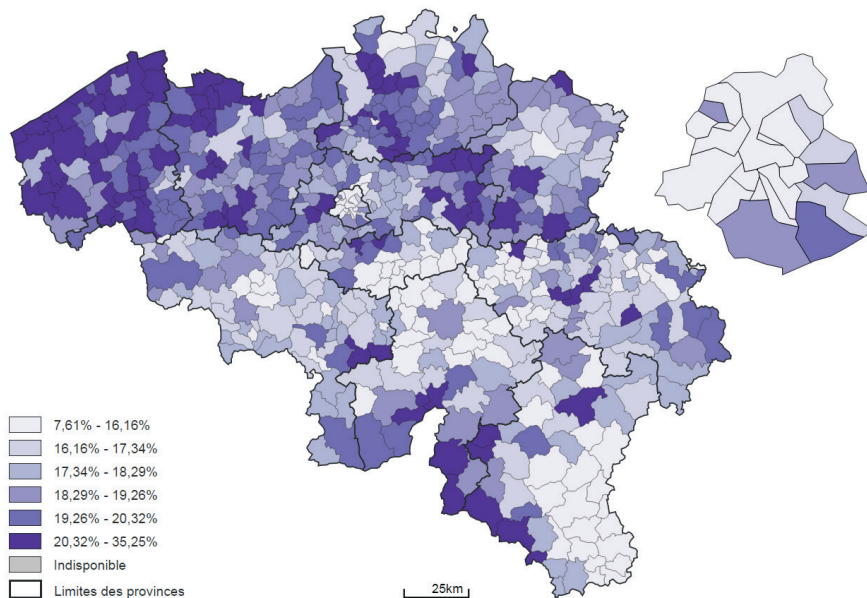 7,61% - 16,16%
16,16% - 17,34%
17,34% - 18,29%
18,29% - 19,26%
19,26% - 20,32%
20,32% - 35,25%
Indisponible
Limites des provinces
25km